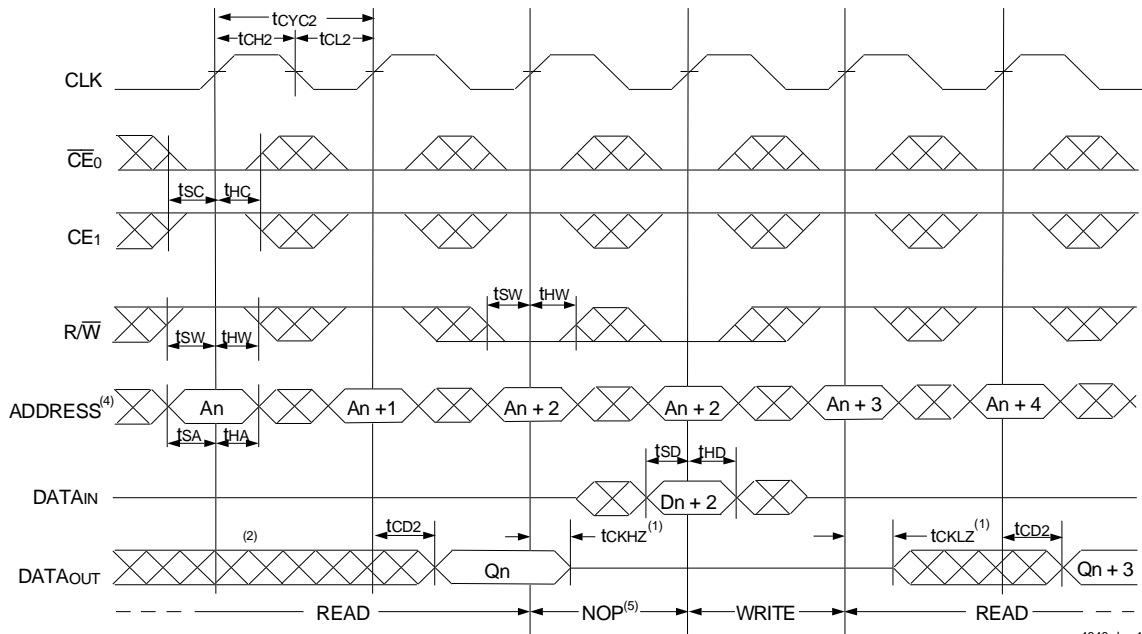 tCYC2
tCH2 tCL2
CLK
CE0
tSC tHC
CE1
tSW tHW
R/W
tSW tHW
ADDRESS(4) An An +1 An + 2 An + 2 An + 3 An + 4
tSA tHA
tSD tHD
DATAIN Dn + 2
(2) tCD2 tCKHZ(1) tCKLZ(1) tCD2
DATAOUT Qn Qn + 3
READ NOP(5) WRITE READ